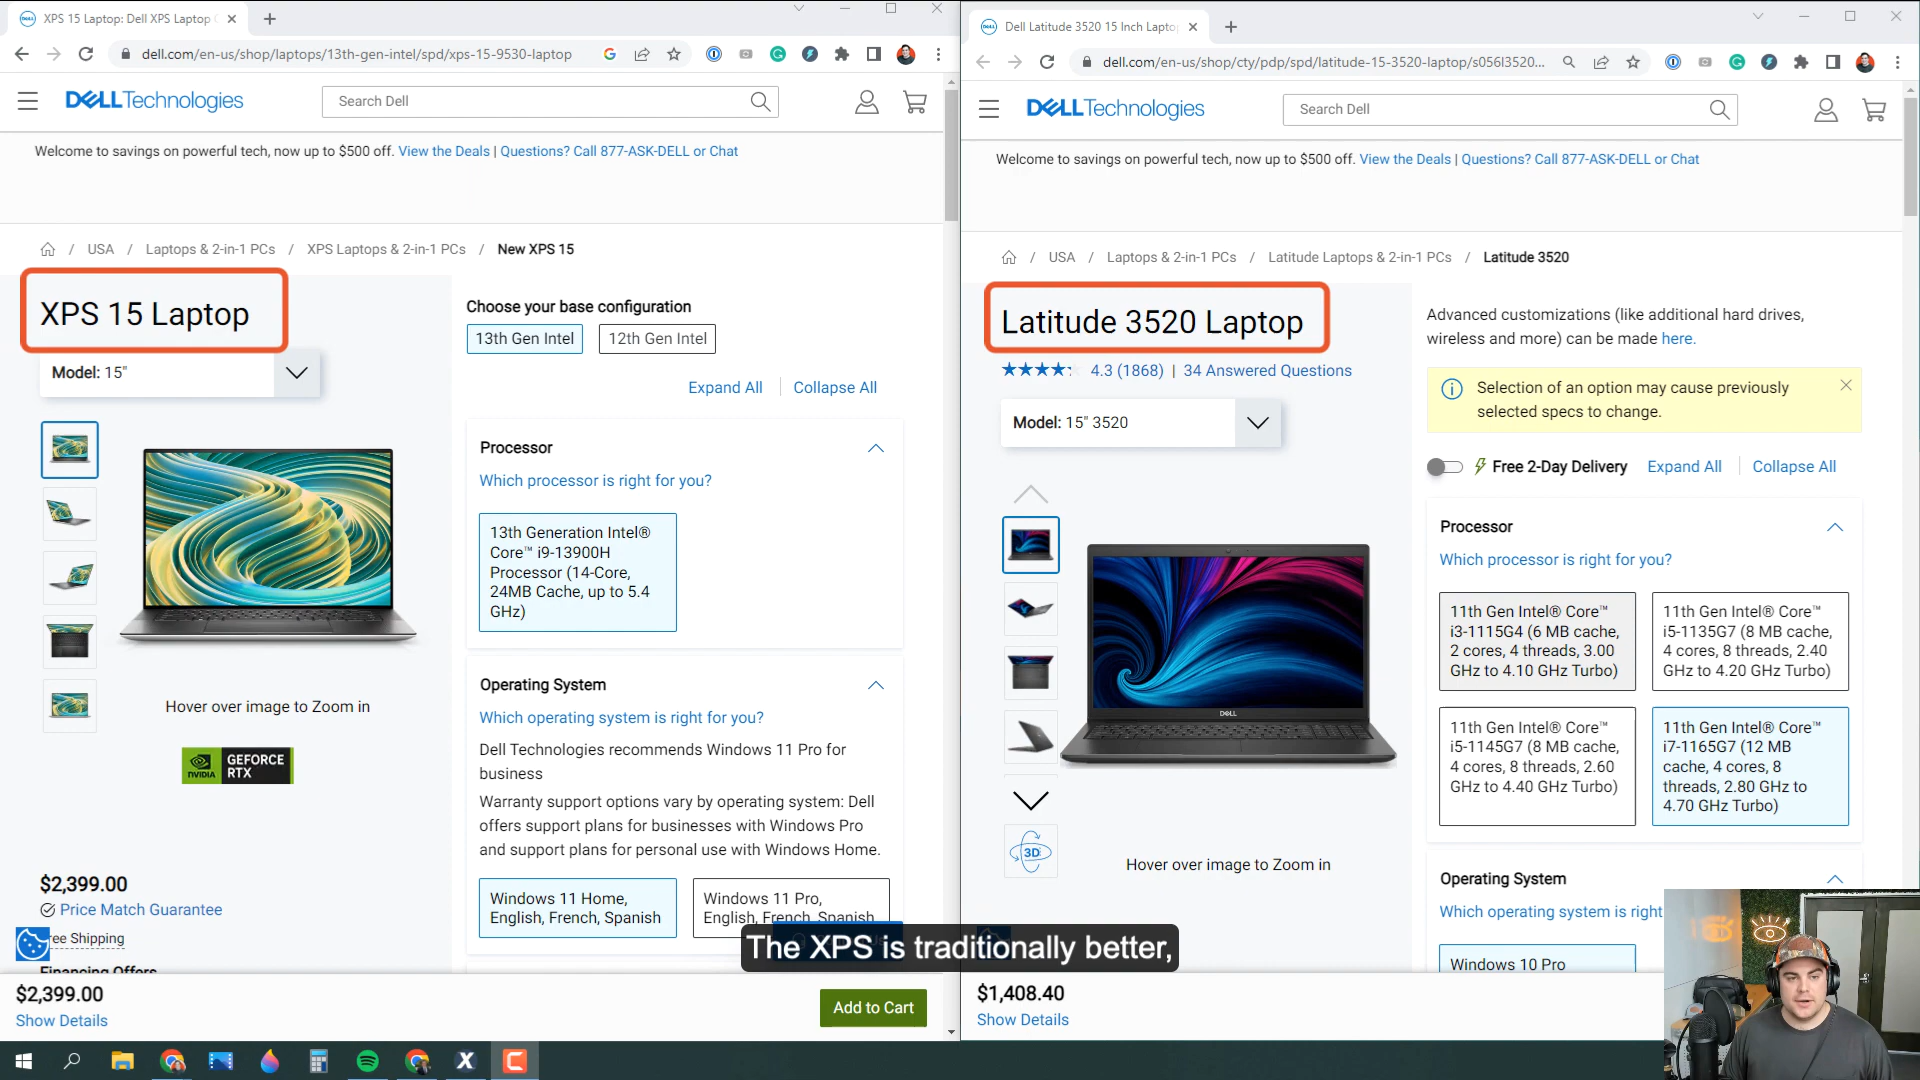 XPS 15 Laptop: Dell XPS Laptop
dell.com/en-us/shop/laptops/13th-gen-intel/spd/xps-15-9530-laptop
DELLTechnologies
Search Dell
Welcome to savings on powerful tech, now up to $500 off. View the Deals | Questions? Call 877-ASK-DELL or Chat
/ USA / Laptops & 2-in-1 PCs / XPS Laptops & 2-in-1 PCs / New XPS 15
XPS 15 Laptop
Model: 15"
Hover over image to Zoom in
NVIDIA
GEFORCE
RTX
$2,399.00
Price Match Guarantee
ree Shipping
Financing Offers
Choose your base configuration
13th Gen Intel
12th Gen Intel
Expand All
Collapse All
Processor
Which processor is right for you?
13th Generation Intel®
Core™ i9-13900H
Processor (14-Core,
24MB Cache, up to 5.4
GHz)
Operating System
Which operating system is right for you?
Dell Technologies recommends Windows 11 Pro for
business
Warranty support options vary by operating system: Dell
offers support plans for businesses with Windows Pro
and support plans for personal use with Windows Home.
Windows 11 Home,
English, French, Spanish
Windows 11 Pro,
English, French, Spanish
$2,399.00
Show Details
Add to Cart
Dell Latitude 3520 15 Inch Lapto
dell.com/en-us/shop/cty/pdp/spd/latitude-15-3520-laptop/s056l3520...
DELLTechnologies
Search Dell
Welcome to savings on powerful tech, now up to $500 off. View the Deals | Questions? Call 877-ASK-DELL or Chat
/ USA / Laptops & 2-in-1 PCs / Latitude Laptops & 2-in-1 PCs / Latitude 3520
Latitude 3520 Laptop
4.3 (1868) | 34 Answered Questions
Model: 15" 3520
DELL
3D
Hover over image to Zoom in
Advanced customizations (like additional hard drives,
wireless and more) can be made here.
Selection of an option may cause previously
selected specs to change.
Free 2-Day Delivery
Expand All
Collapse All
Processor
Which processor is right for you?
11th Gen Intel® Core™
i3-1115G4 (6 MB cache,
2 cores, 4 threads, 3.00
GHz to 4.10 GHz Turbo)
11th Gen Intel® Core™
i5-1135G7 (8 MB cache,
4 cores, 8 threads, 2.40
GHz to 4.20 GHz Turbo)
11th Gen Intel® Core™
i5-1145G7 (8 MB cache,
4 cores, 8 threads, 2.60
GHz to 4.40 GHz Turbo)
11th Gen Intel® Core™
i7-1165G7 (12 MB
cache, 4 cores, 8
threads, 2.80 GHz to
4.70 GHz Turbo)
Operating System
Which operating system is right
Windows 10 Pro
$1,408.40
Show Details
The XPS is traditionally better,